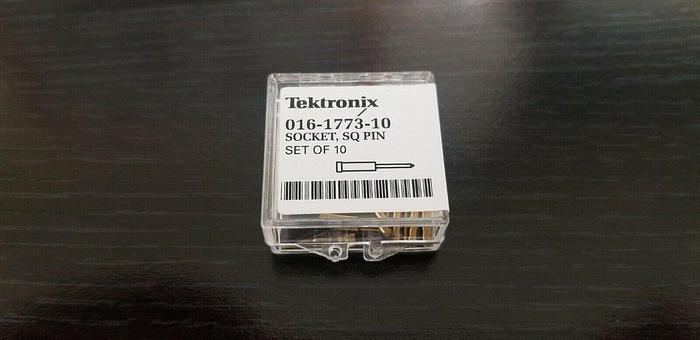 Tektronix
016-1773-10
SOCKET, SQ PIN
SET OF 10